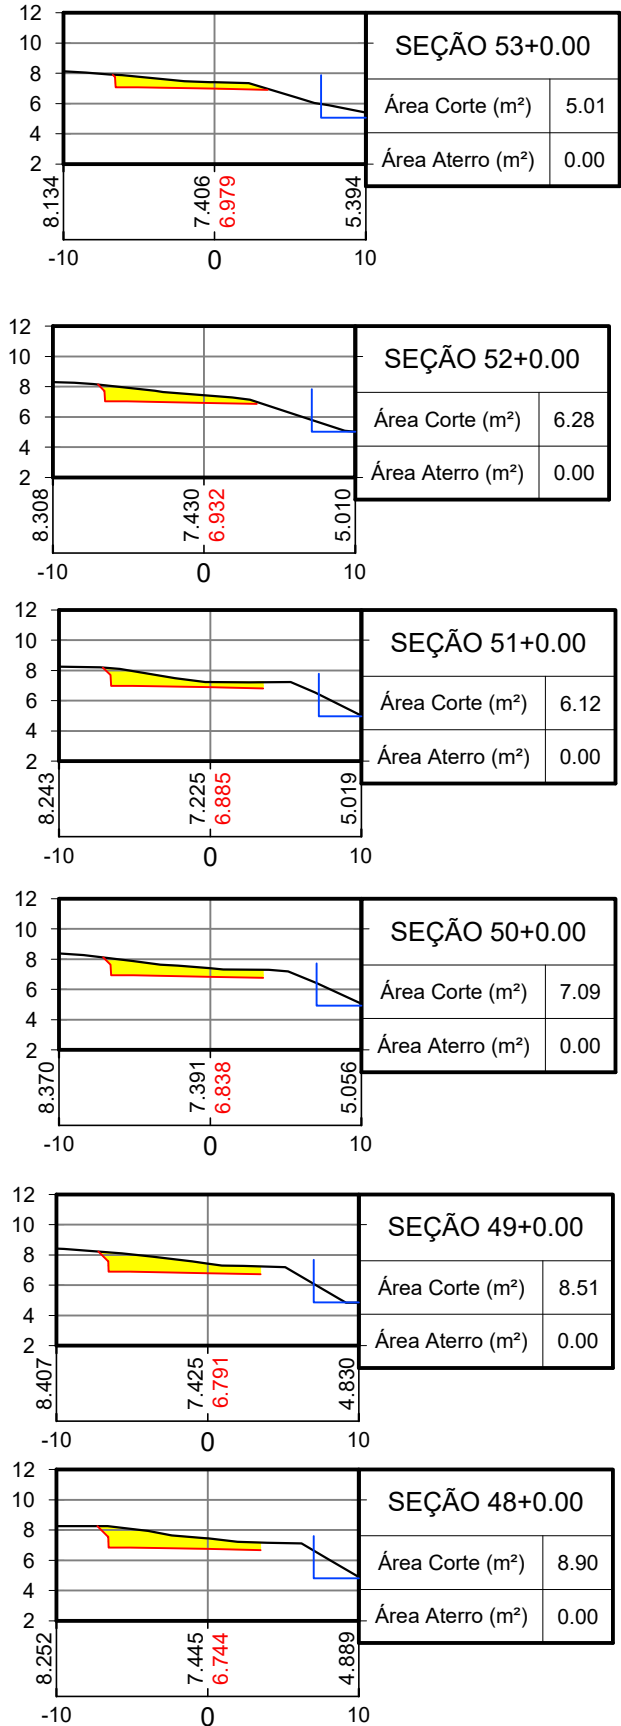 12
10
8
6
4
2
SEÇÃO 53+0.00
Área Corte (m²) 5.01
Área Aterro (m²) 0.00
8.134 7.406 6.979 5.394
-10 0 10
12
10
8
6
4
2
SEÇÃO 52+0.00
Área Corte (m²) 6.28
Área Aterro (m²) 0.00
8.308 7.430 6.932 5.010
-10 0 10
12
10
8
6
4
2
SEÇÃO 51+0.00
Área Corte (m²) 6.12
Área Aterro (m²) 0.00
8.243 7.225 6.885 5.019
-10 0 10
12
10
8
6
4
2
SEÇÃO 50+0.00
Área Corte (m²) 7.09
Área Aterro (m²) 0.00
8.370 7.391 6.838 5.056
-10 0 10
12
10
8
6
4
2
SEÇÃO 49+0.00
Área Corte (m²) 8.51
Área Aterro (m²) 0.00
8.407 7.425 6.791 4.830
-10 0 10
12
10
8
6
4
2
SEÇÃO 48+0.00
Área Corte (m²) 8.90
Área Aterro (m²) 0.00
8.252 7.445 6.744 4.889
-10 0 10